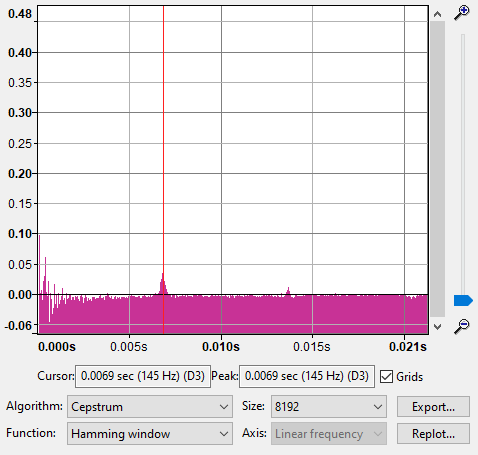 0.48
0.40
0.35
0.30
0.25
0.20
0.15
0.10
0.05
0.00
-0.06
0.000s 0.005s 0.010s 0.015s 0.021s
Cursor: 0.0069 sec (145 Hz) (D3) Peak: 0.0069 sec (145 Hz) (D3) Grids
Algorithm: Cepstrum Size: 8192 Export...
Function: Hamming window Axis: Linear frequency Replot...